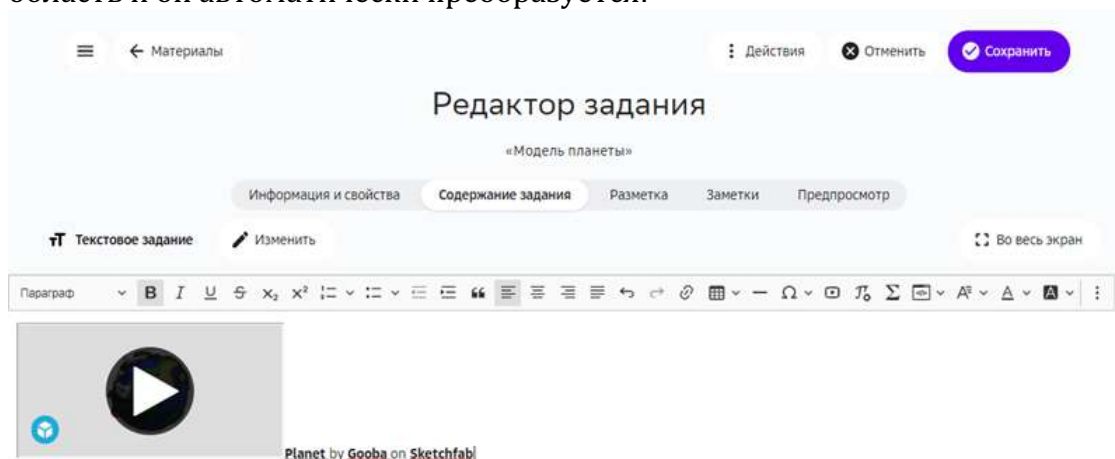 область и он автоматически преобразуется.
Материалы Действия Отменить Сохранить
Редактор задания
«Модель планеты»
Информация и свойства Содержание задания Разметка Заметки Предпросмотр
Текстовое задание Изменить Во весь экран
Параграф
Planet by Gooba on Sketchfab